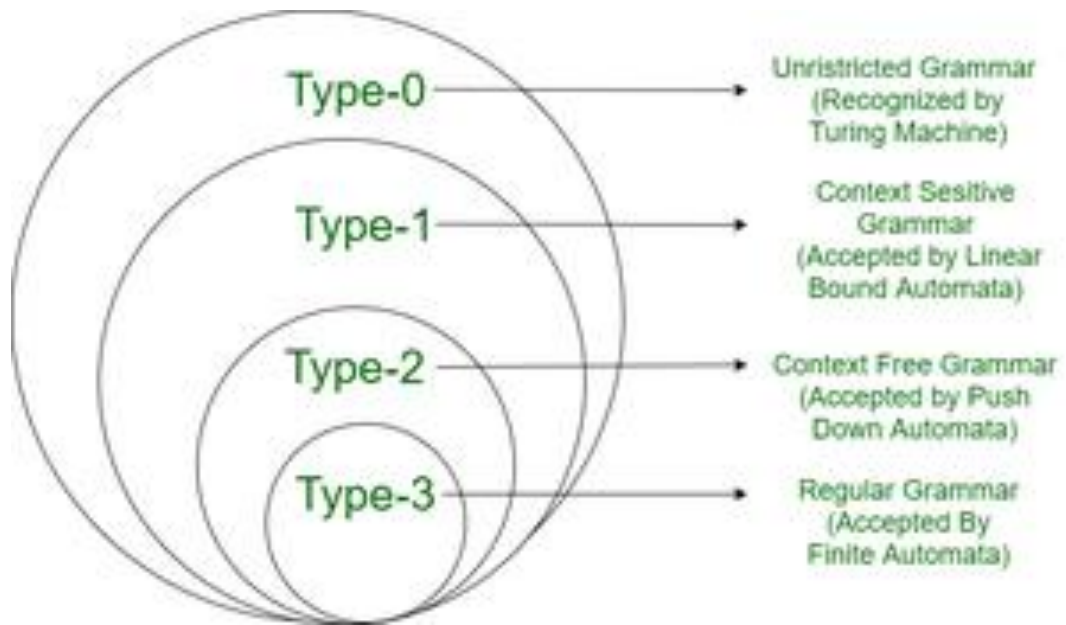 Type-0
Unristricted Grammar
(Recognized by
Turing Machine)
Type-1
Context Sesitive
Grammar
(Accepted by Linear
Bound Automata)
Type-2
Context Free Grammar
(Accepted by Push
Down Automata)
Type-3
Regular Grammar
(Accepted By
Finite Automata)